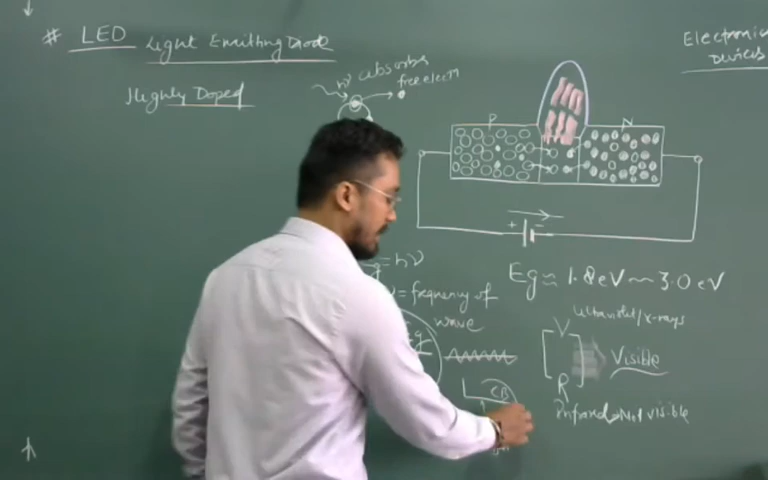 # LED Light Emitting Diode
Electronic
Devices
Highly Doped
hν absorbs
free electn
P N
+ -
= hν
Eg ≈ 1.8eV ~ 3.0 eV
= frequency of
wave
ultraviolet/x-rays
V
Visible
R
CB
Infrared → Not visible